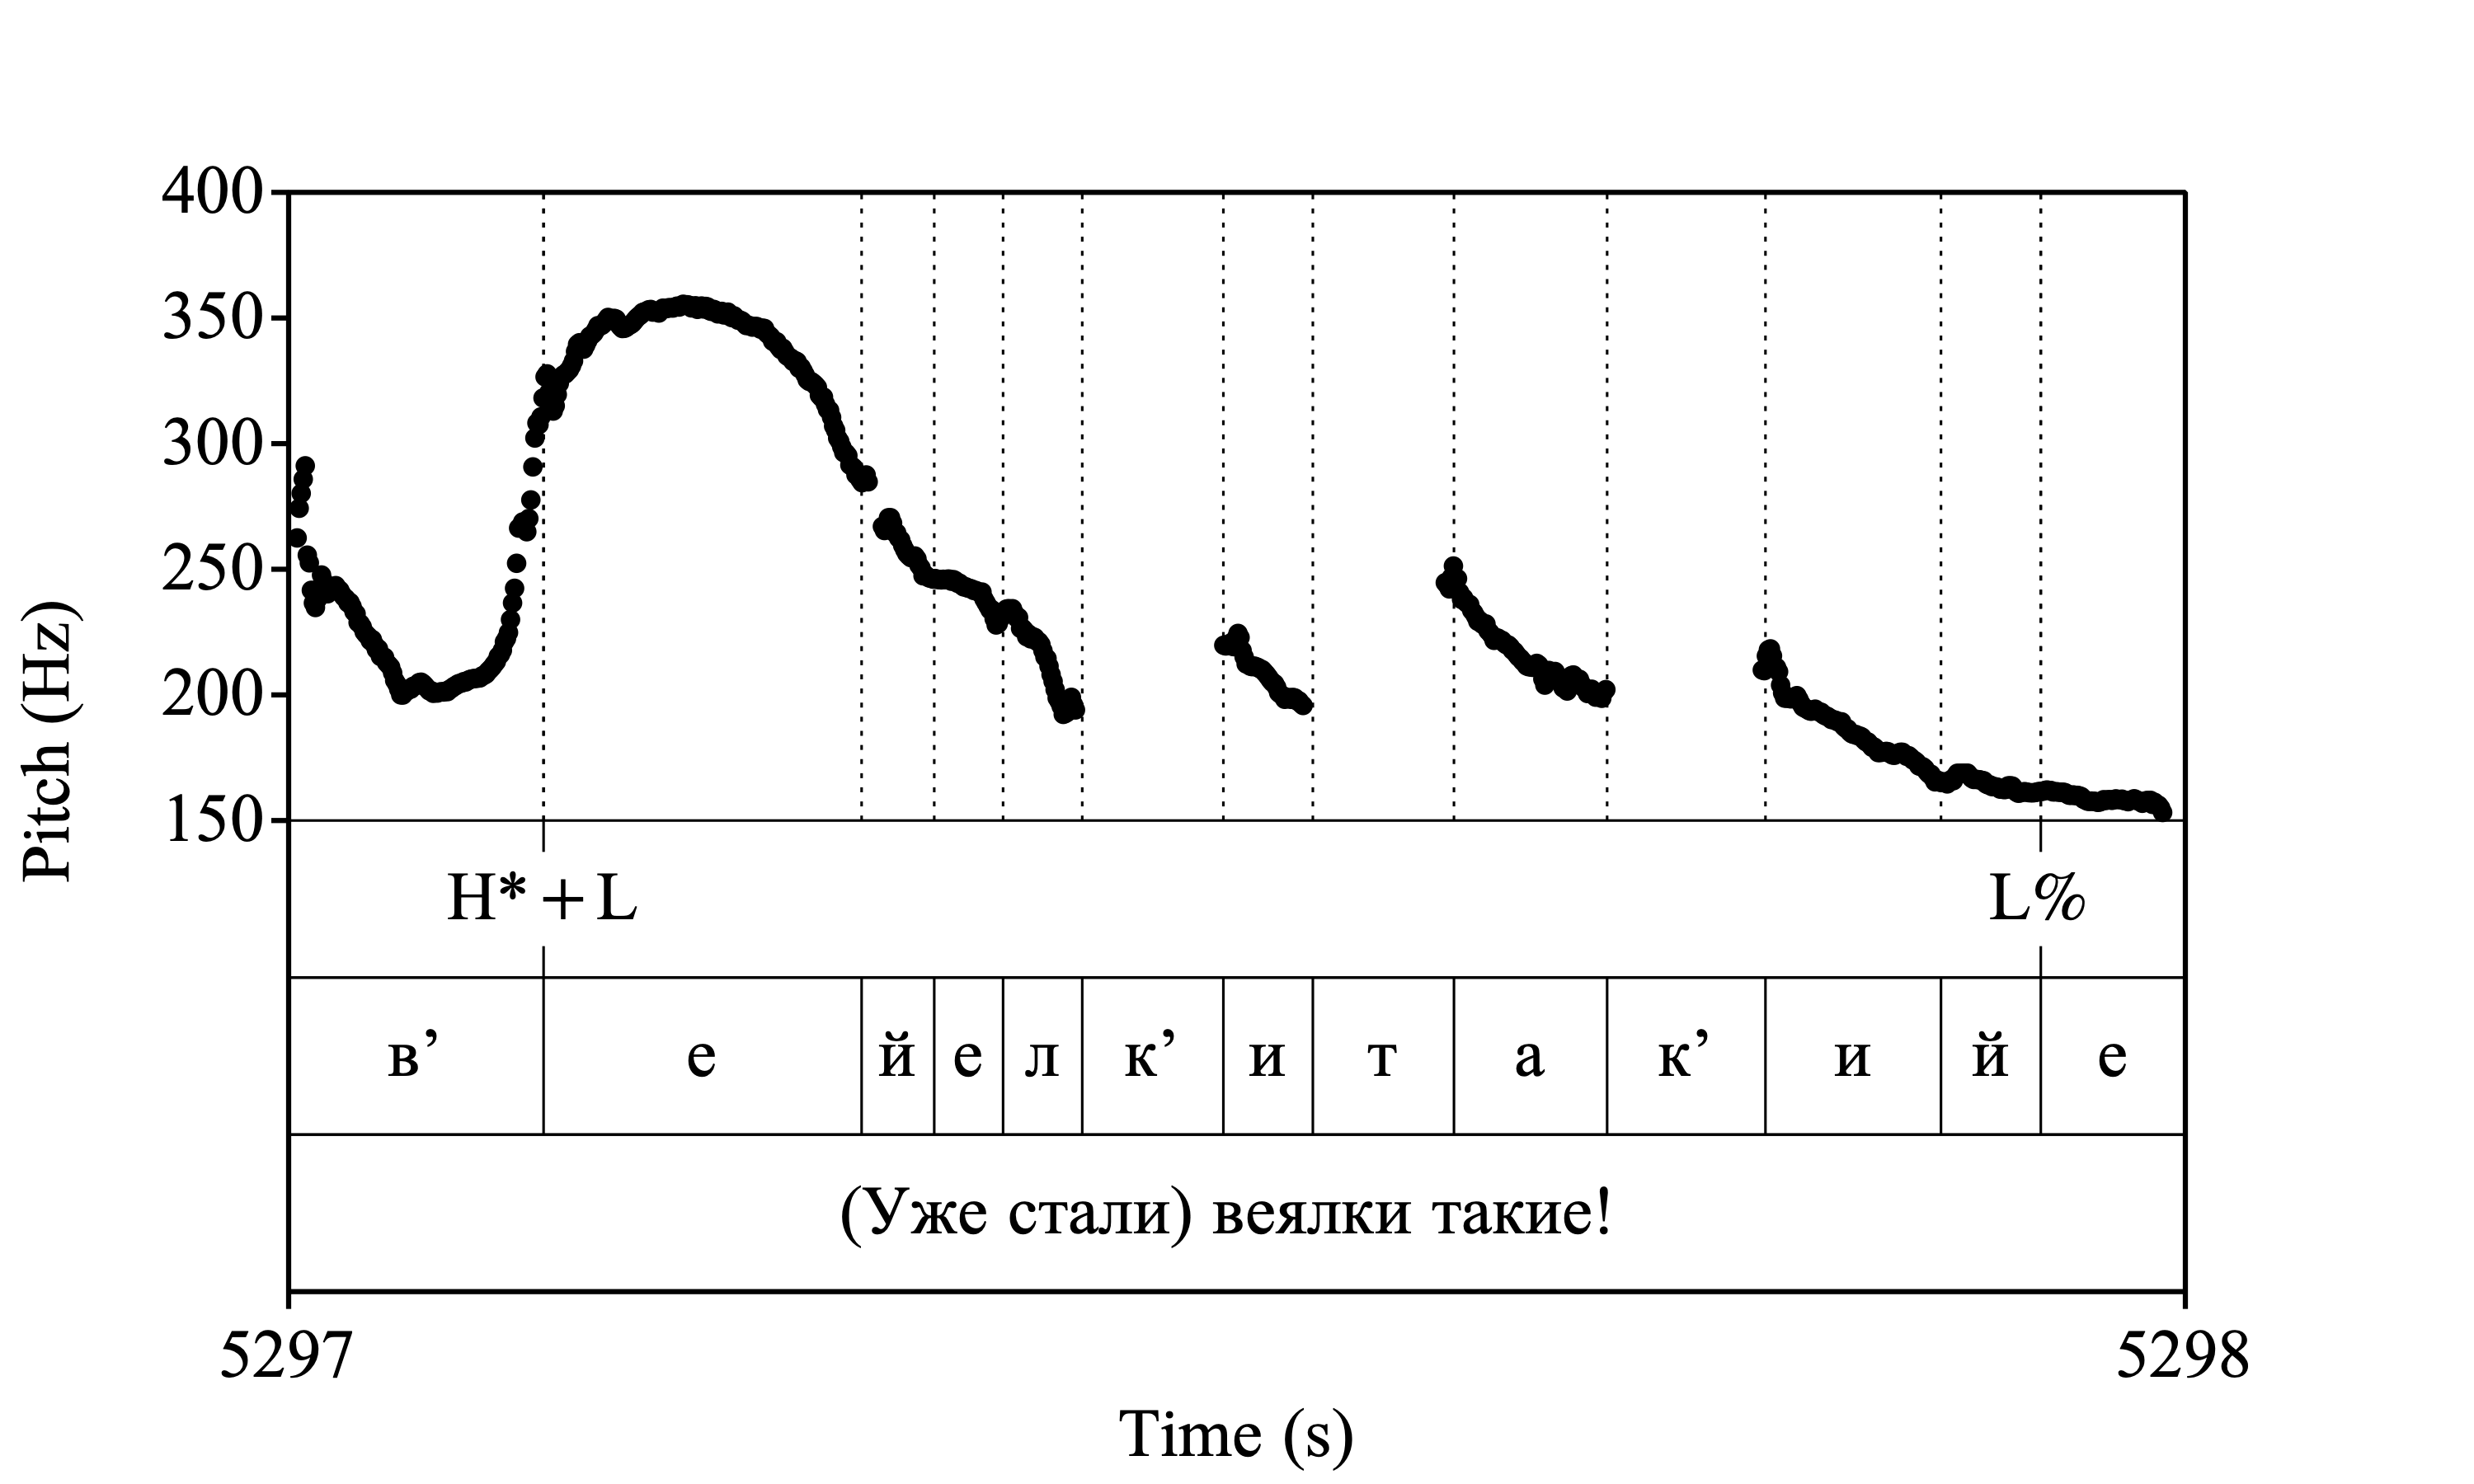 400
350
300
250
200
150
Pitch (Hz)
H*+L L%
в’ е й е л к’ и т а к’ и й е
(Уже стали) веялки такие!
5297 5298
Time (s)